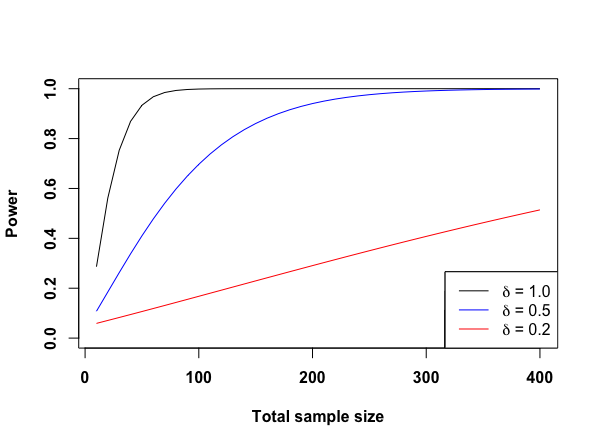 Power
1.0
0.8
0.6
0.4
0.2
0.0
δ = 1.0
δ = 0.5
δ = 0.2
0 100 200 300 400
Total sample size